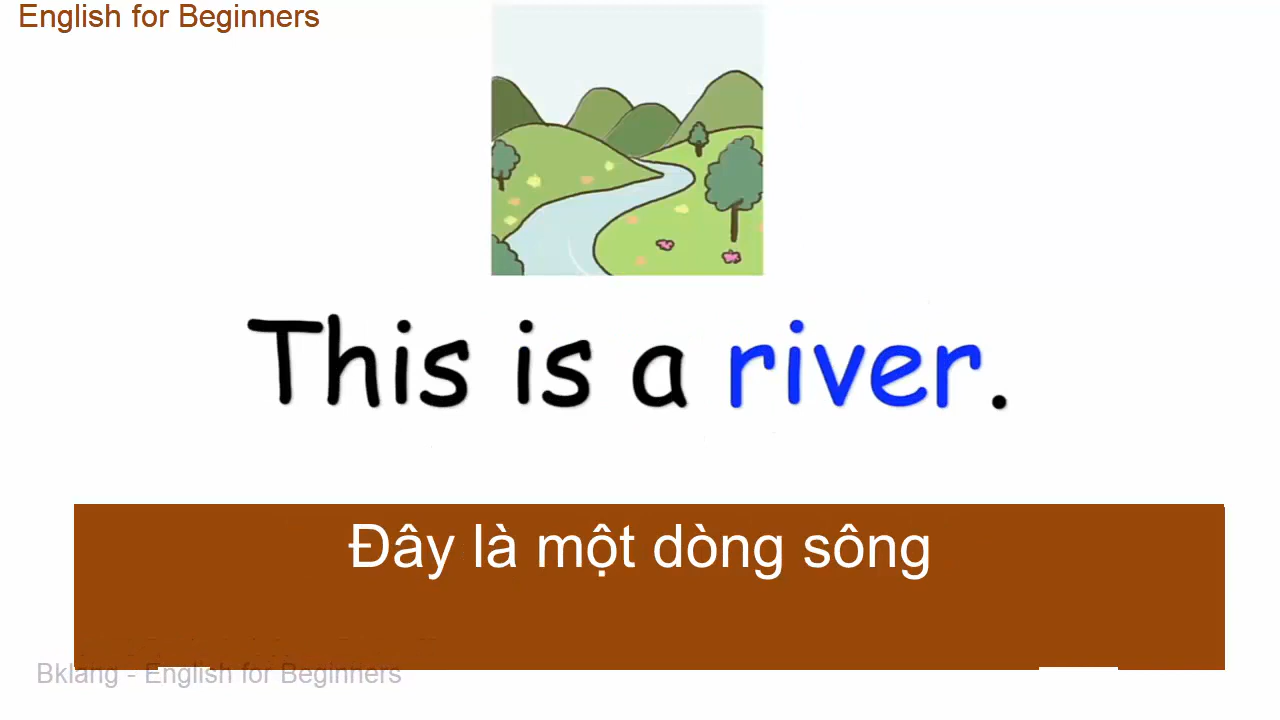 English for Beginners
This is a river.
Đây là một dòng sông
Bklang - English for Beginners